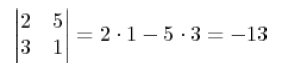 |2 5|
|3 1| = 2 · 1 − 5 · 3 = −13